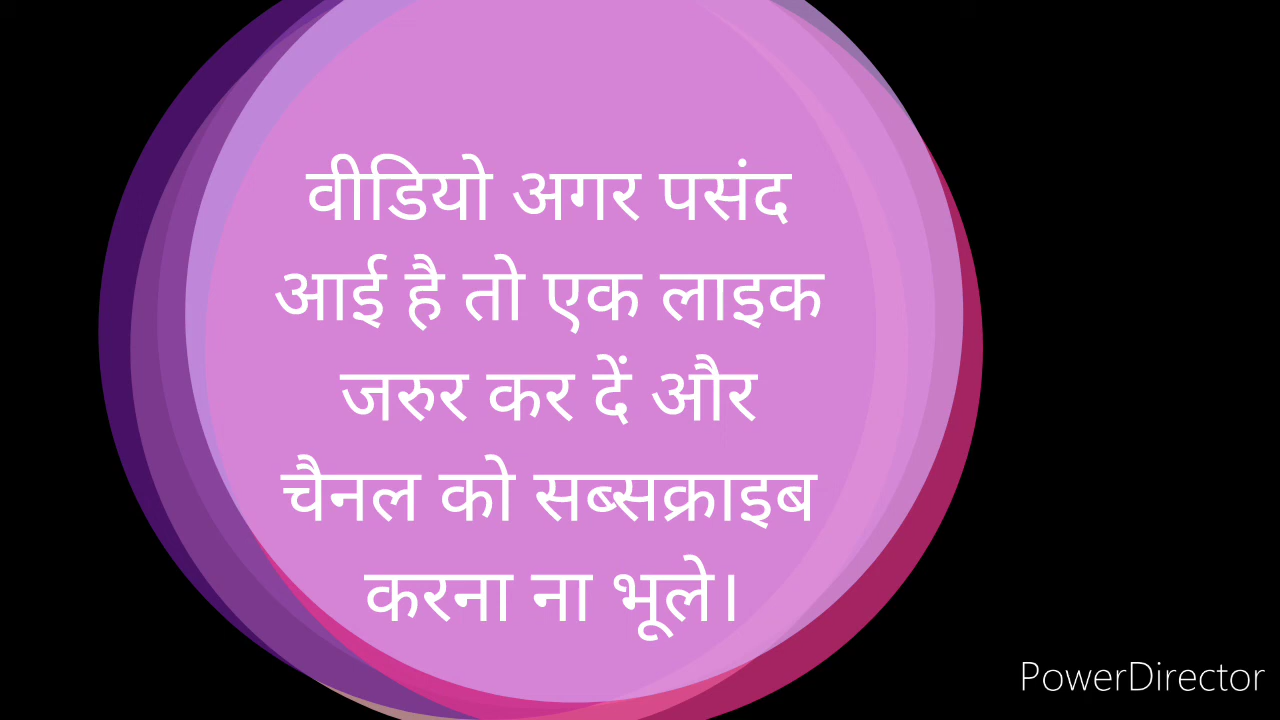 वीडियो अगर पसंद
आई है तो एक लाइक
जरुर कर दें और
चैनल को सब्सक्राइब
करना ना भूले।
PowerDirector